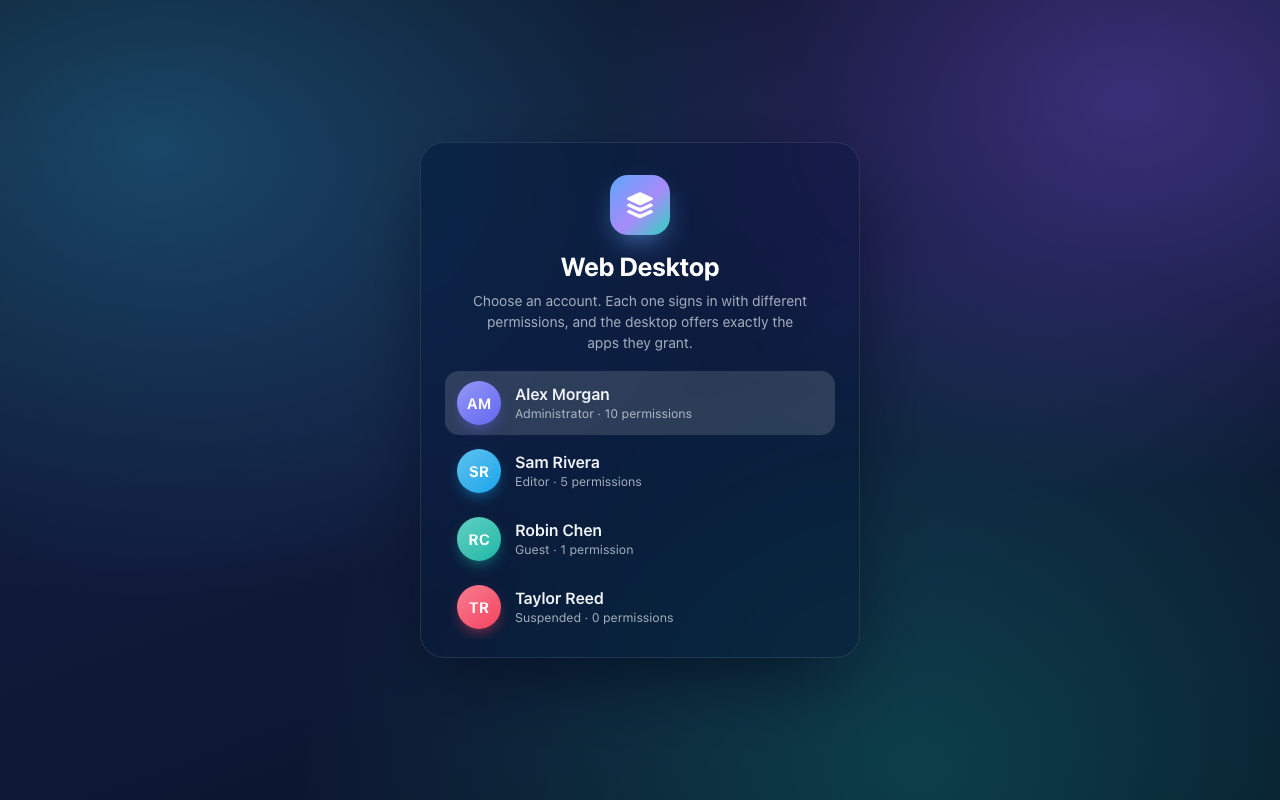 Web Desktop
Choose an account. Each one signs in with different
permissions, and the desktop offers exactly the
apps they grant.
AM
Alex Morgan
Administrator · 10 permissions
SR
Sam Rivera
Editor · 5 permissions
RC
Robin Chen
Guest · 1 permission
TR
Taylor Reed
Suspended · 0 permissions